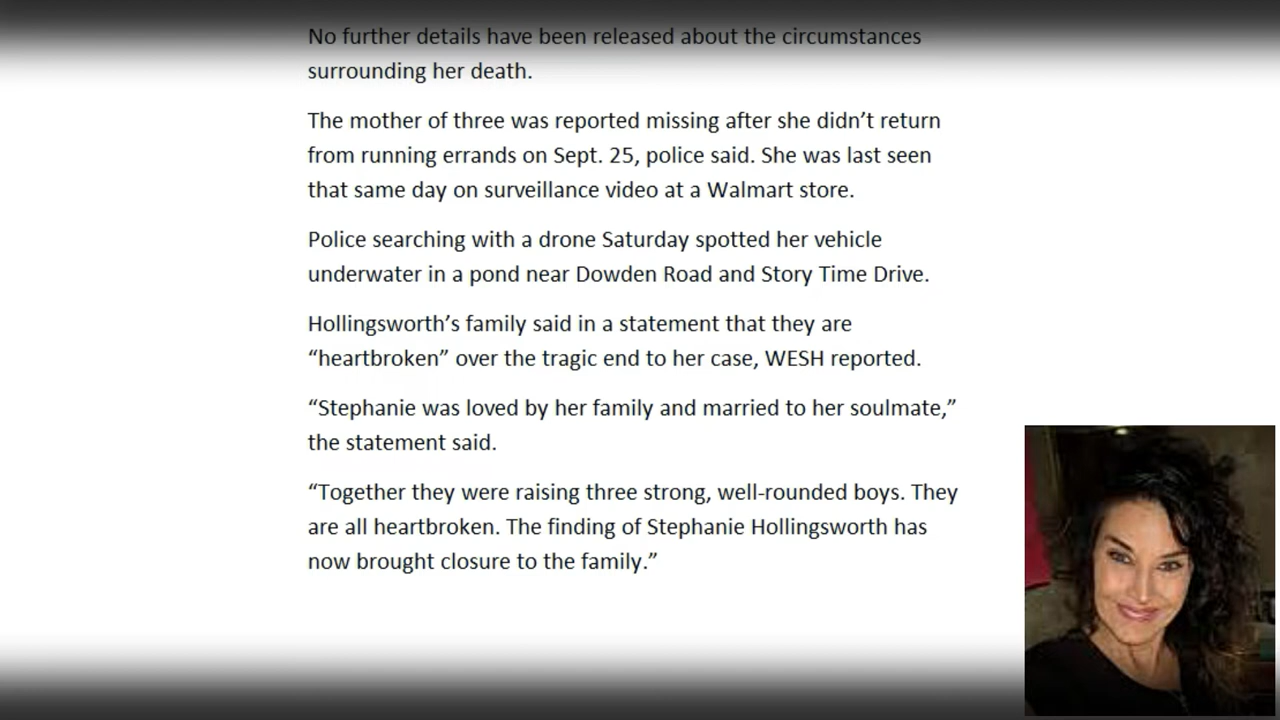 No further details have been released about the circumstances
surrounding her death.
The mother of three was reported missing after she didn’t return
from running errands on Sept. 25, police said. She was last seen
that same day on surveillance video at a Walmart store.
Police searching with a drone Saturday spotted her vehicle
underwater in a pond near Dowden Road and Story Time Drive.
Hollingsworth’s family said in a statement that they are
“heartbroken” over the tragic end to her case, WESH reported.
“Stephanie was loved by her family and married to her soulmate,”
the statement said.
“Together they were raising three strong, well-rounded boys. They
are all heartbroken. The finding of Stephanie Hollingsworth has
now brought closure to the family.”